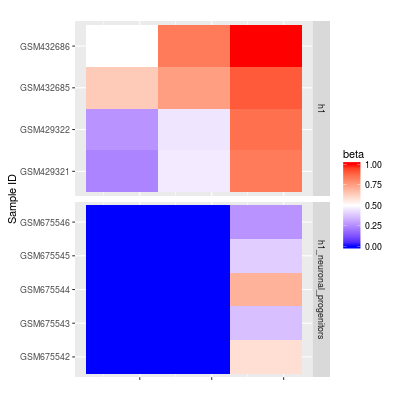 GSM432686
GSM432685
GSM429322
GSM429321
h1
Sample ID
GSM675546
GSM675545
GSM675544
GSM675543
GSM675542
h1_neuronal_progenitors
beta
1.00
0.75
0.50
0.25
0.00